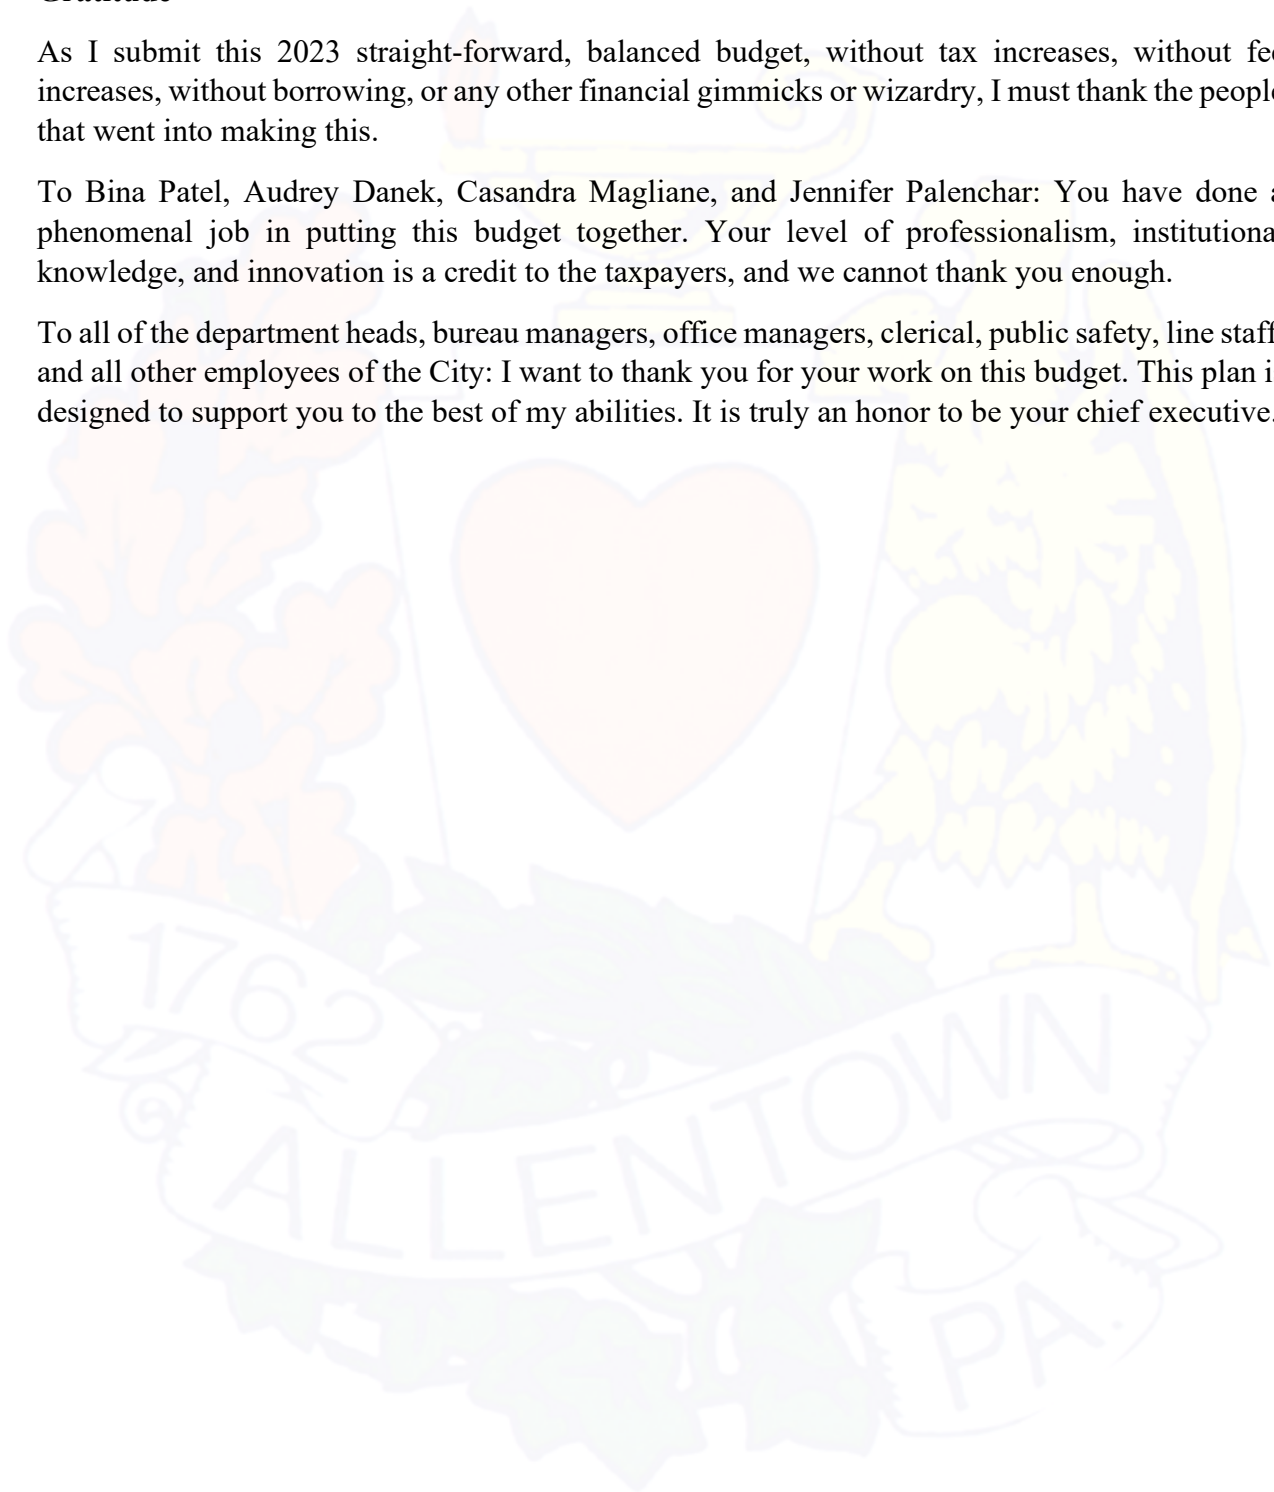 Gratitude
As I submit this 2023 straight-forward, balanced budget, without tax increases, without fee
increases, without borrowing, or any other financial gimmicks or wizardry, I must thank the people
that went into making this.
To Bina Patel, Audrey Danek, Casandra Magliane, and Jennifer Palenchar: You have done a
phenomenal job in putting this budget together. Your level of professionalism, institutiona
knowledge, and innovation is a credit to the taxpayers, and we cannot thank you enough.
To all of the department heads, bureau managers, office managers, clerical, public safety, line staff
and all other employees of the City: I want to thank you for your work on this budget. This plan i
designed to support you to the best of my abilities. It is truly an honor to be your chief executive.
1762
ALLENTOWN
PA.